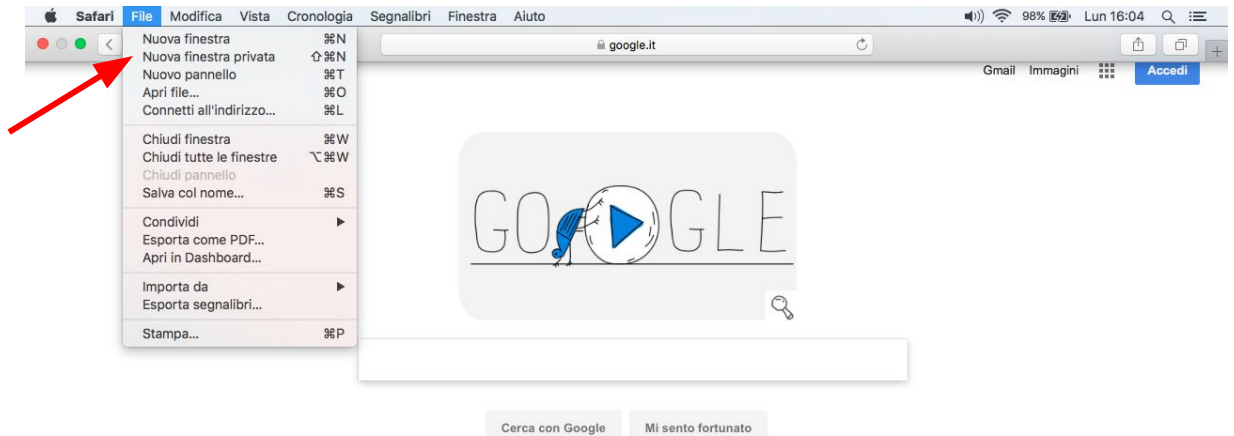 Safari File Modifica Vista Cronologia Segnalibri Finestra Aiuto 98% Lun 16:04
google.it
Gmail Immagini Accedi
Nuova finestra ⌘N
Nuova finestra privata ⇧⌘N
Nuovo pannello ⌘T
Apri file... ⌘O
Connetti all'indirizzo... ⌘L
Chiudi finestra ⌘W
Chiudi tutte le finestre ⌥⌘W
Chiudi pannello
Salva col nome... ⌘S
Condividi ▶
Esporta come PDF...
Apri in Dashboard...
Importa da ▶
Esporta segnalibri...
Stampa... ⌘P
GOOGLE
Cerca con Google Mi sento fortunato